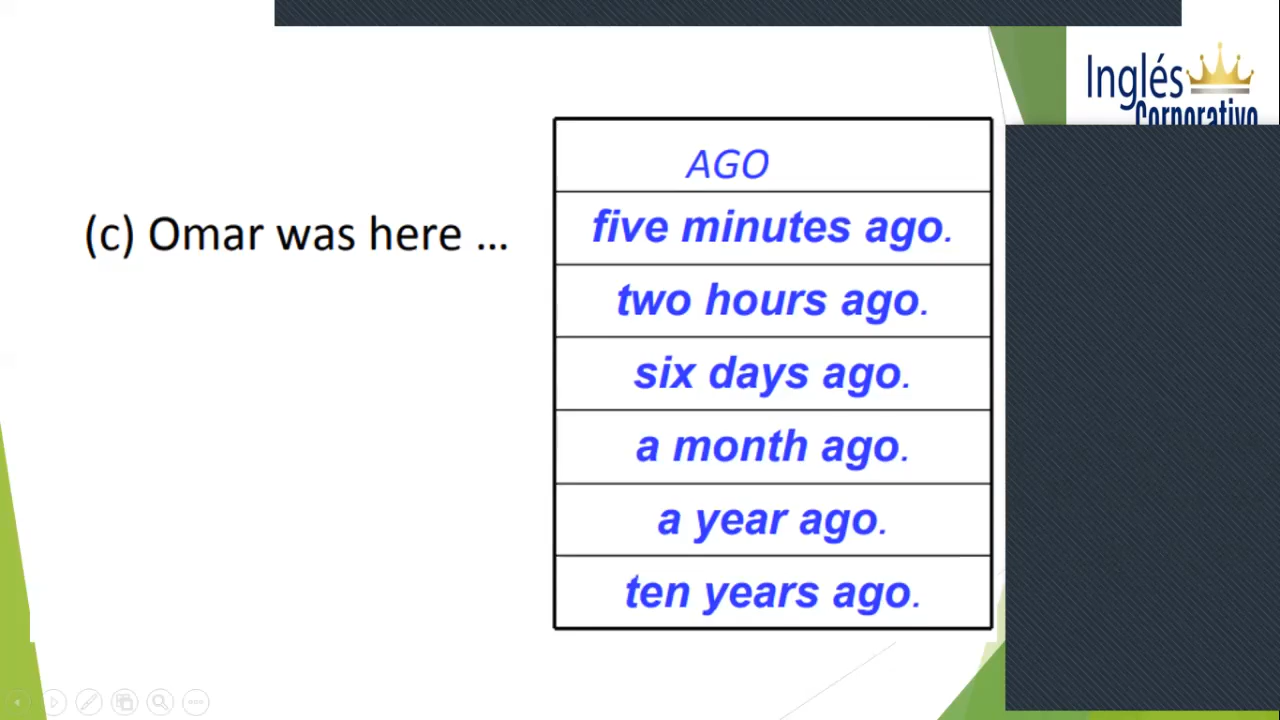 Inglés
Corporativo
AGO
(c) Omar was here ...
five minutes ago.
two hours ago.
six days ago.
a month ago.
a year ago.
ten years ago.